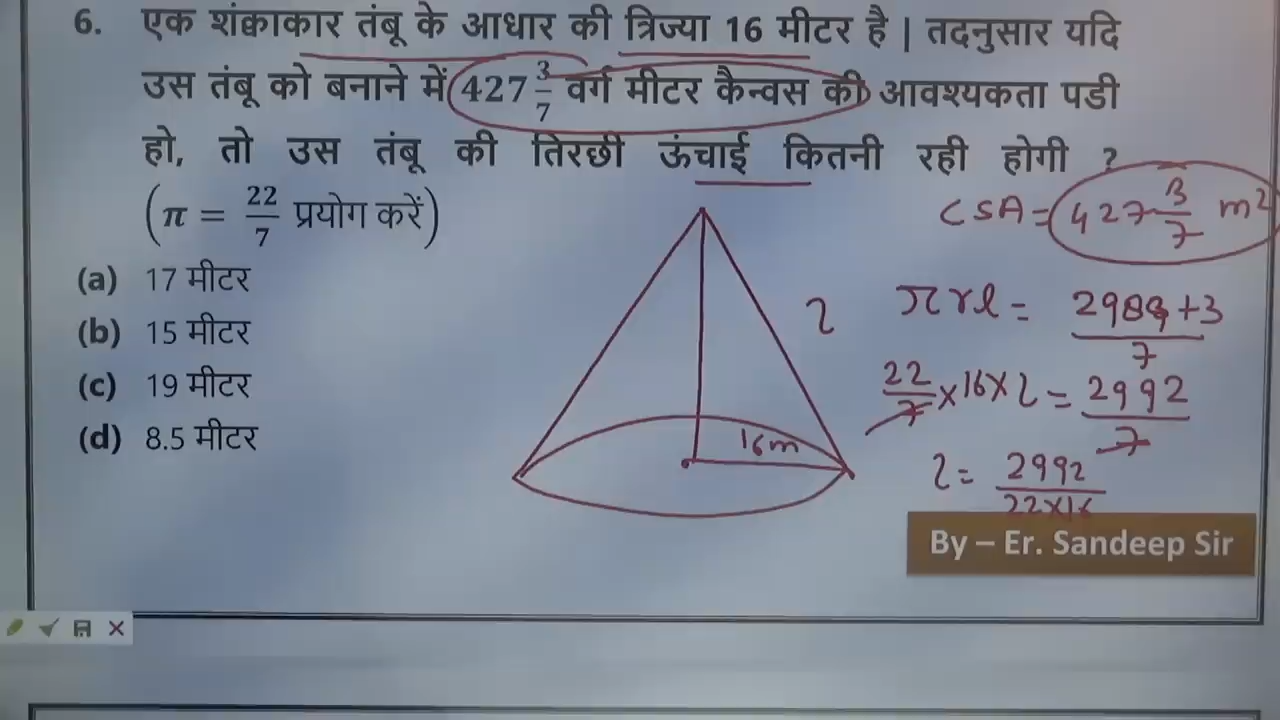 6. एक शंक्वाकार तंबू के आधार की त्रिज्या 16 मीटर है | तदनुसार यदि
उस तंबू को बनाने में 427 3/7 वर्ग मीटर कैन्वस की आवश्यकता पडी
हो, तो उस तंबू की तिरछी ऊंचाई कितनी रही होगी ?
(π = 22/7 प्रयोग करें)
(a) 17 मीटर
(b) 15 मीटर
(c) 19 मीटर
(d) 8.5 मीटर
CSA = 427 3/7 m²
πrl = 2989+3/7
22/7 × 16 × l = 2992/7
l = 2992/22×16
l
16m
By – Er. Sandeep Sir